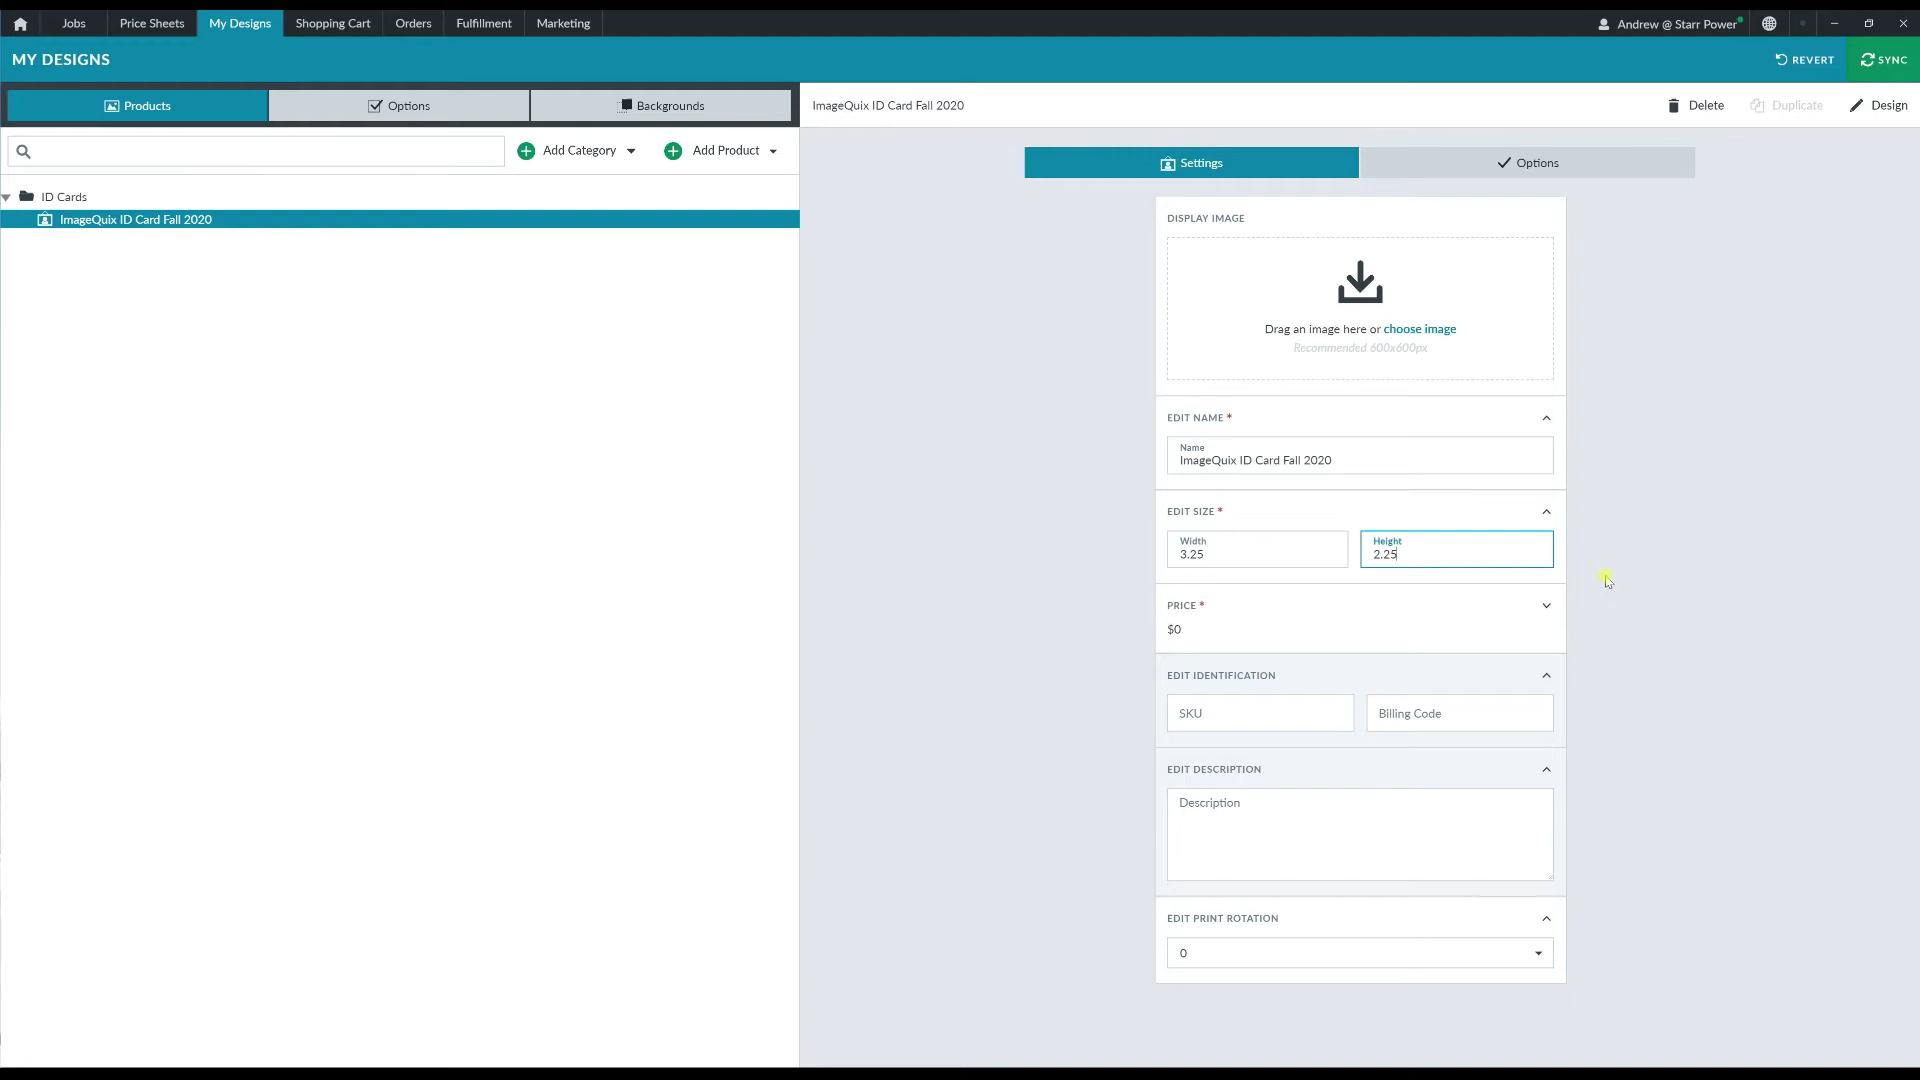 Jobs
Price Sheets
My Designs
Shopping Cart
Orders
Fulfillment
Marketing
Andrew @ Starr Power
MY DESIGNS
REVERT
SYNC
Products
Options
Backgrounds
ImageQuix ID Card Fall 2020
Delete
Duplicate
Design
Add Category
Add Product
Settings
Options
ID Cards
ImageQuix ID Card Fall 2020
DISPLAY IMAGE
Drag an image here or choose image
Recommended 600x600px
EDIT NAME *
Name
ImageQuix ID Card Fall 2020
EDIT SIZE *
Width
3.25
Height
2.25
PRICE *
$0
EDIT IDENTIFICATION
SKU
Billing Code
EDIT DESCRIPTION
Description
EDIT PRINT ROTATION
0